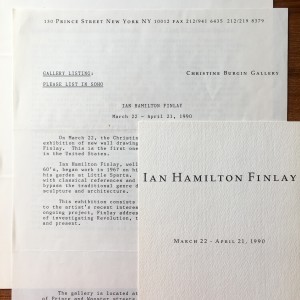 130 PRINCE STREET NEW YORK NY 10012 FAX 212/941 6435 212/219 8379
GALLERY LISTING:
CHRISTINE BURGIN GALLERY
PLEASE LIST IN SOHO
IAN HAMILTON FINLAY
March 22 - April 21, 1990
On March 22, the Christin
exhibition of new wall drawing
Finlay. This is the first one
in the United States.
Ian Hamilton Finlay, well
60's, began work in 1967 on hi
his garden at Little Sparta.
with classical references and
bypass the traditional genre d
sculpture and architecture.
This exhibition consists
to the artist's recent interes
ongoing project, Finlay addres
of investigating Revolution, t
and present.
The gallery is located at
of Prince and Wooster streets
IAN HAMILTON FINLAY
MARCH 22 - APRIL 21, 1990